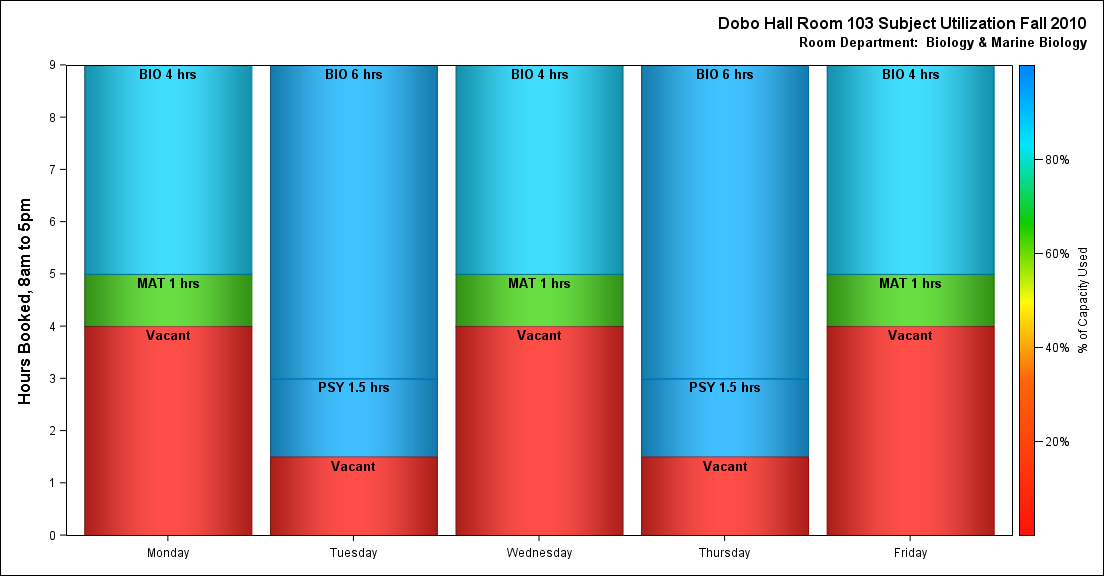 Dobo Hall Room 103 Subject Utilization Fall 2010
Room Department:  Biology & Marine Biology
Hours Booked, 8am to 5pm
9
8
7
6
5
4
3
2
1
0
BIO 4 hrs
MAT 1 hrs
Vacant
BIO 6 hrs
PSY 1.5 hrs
Vacant
BIO 4 hrs
MAT 1 hrs
Vacant
BIO 6 hrs
PSY 1.5 hrs
Vacant
BIO 4 hrs
MAT 1 hrs
Vacant
Monday
Tuesday
Wednesday
Thursday
Friday
80%
60%
40%
20%
% of Capacity Used